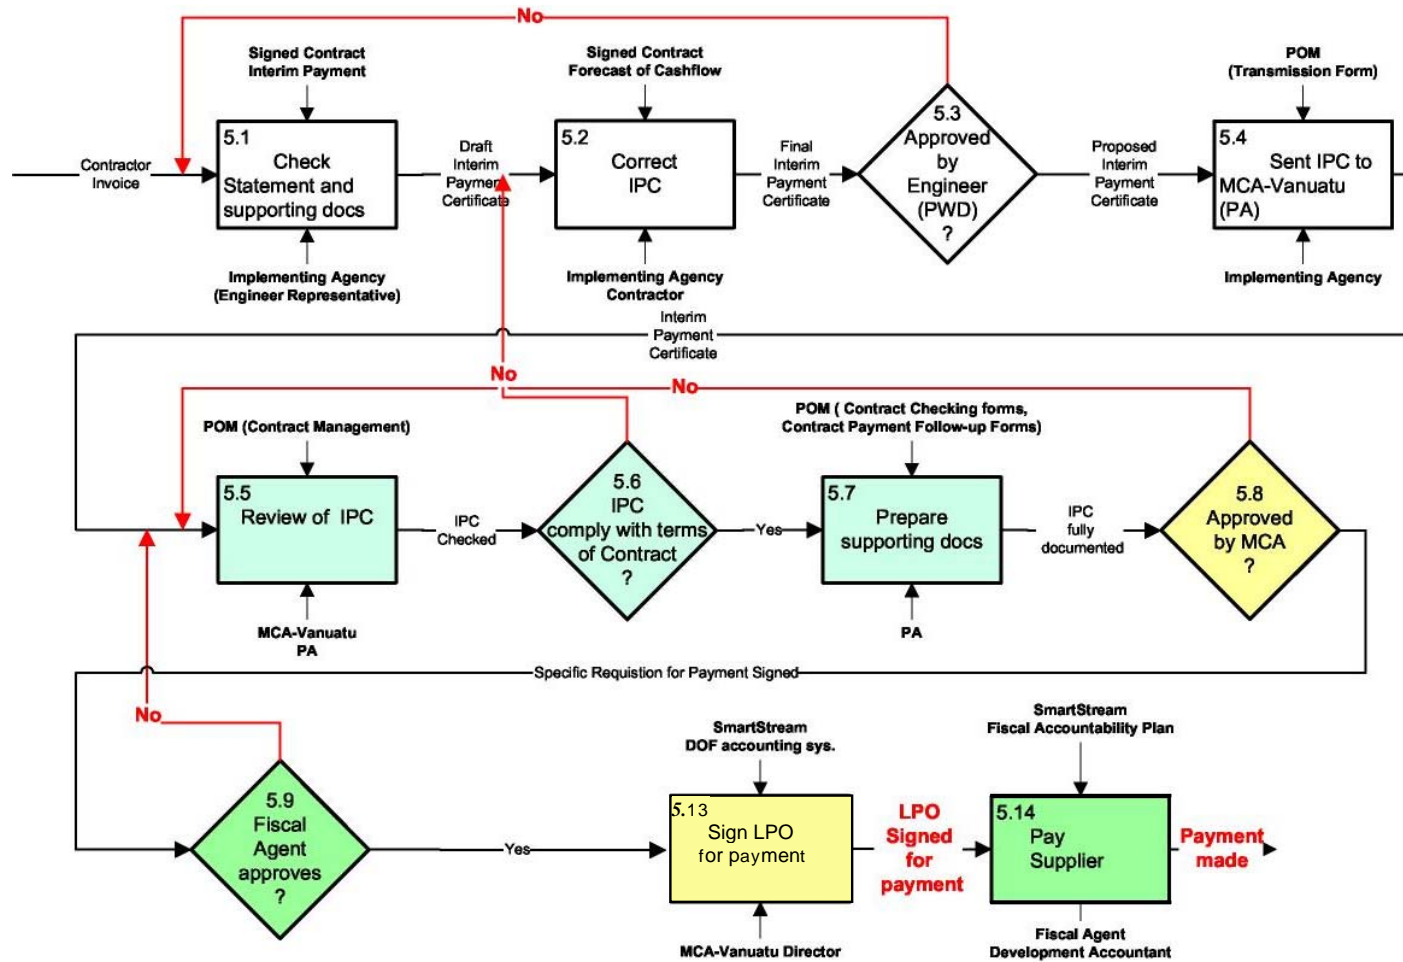 No
Signed Contract
Interim Payment
Signed Contract
Forecast of Cashflow
POM
(Transmission Form)
Contractor
Invoice
5.1
Check
Statement and
supporting docs
Draft
Interim
Payment
Certificate
5.2
Correct
IPC
Final
Interim
Payment
Certificate
5.3
Approved
by
Engineer
(PWD)
?
Proposed
Interim
Payment
Certificate
5.4
Sent IPC to
MCA-Vanuatu
(PA)
Implementing Agency
(Engineer Representative)
Implementing Agency
Contractor
Implementing Agency
Interim
Payment
Certificate
No
No
POM (Contract Management)
POM ( Contract Checking forms,
Contract Payment Follow-up Forms)
5.5
Review of IPC
IPC
Checked
5.6
IPC
comply with terms
of Contract
?
Yes
5.7
Prepare
supporting docs
IPC
fully
documented
5.8
Approved
by MCA
?
MCA-Vanuatu
PA
PA
Specific Requistion for Payment Signed
No
SmartStream
DOF accounting sys.
SmartStream
Fiscal Accountability Plan
5.9
Fiscal
Agent
approves
?
Yes
5.13
Sign LPO
for payment
LPO
Signed
for
payment
5.14
Pay
Supplier
Payment
made
MCA-Vanuatu Director
Fiscal Agent
Development Accountant